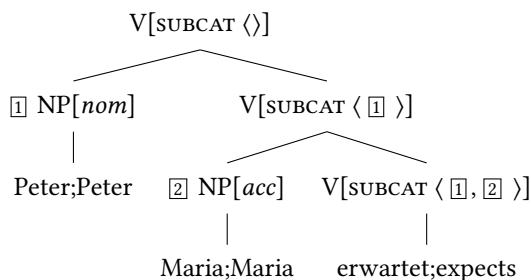 V[SUBCAT ⟨⟩]
1 NP[nom] V[SUBCAT ⟨ 1 ⟩]
Peter;Peter 2 NP[acc] V[SUBCAT ⟨ 1, 2 ⟩]
Maria;Maria erwartet;expects